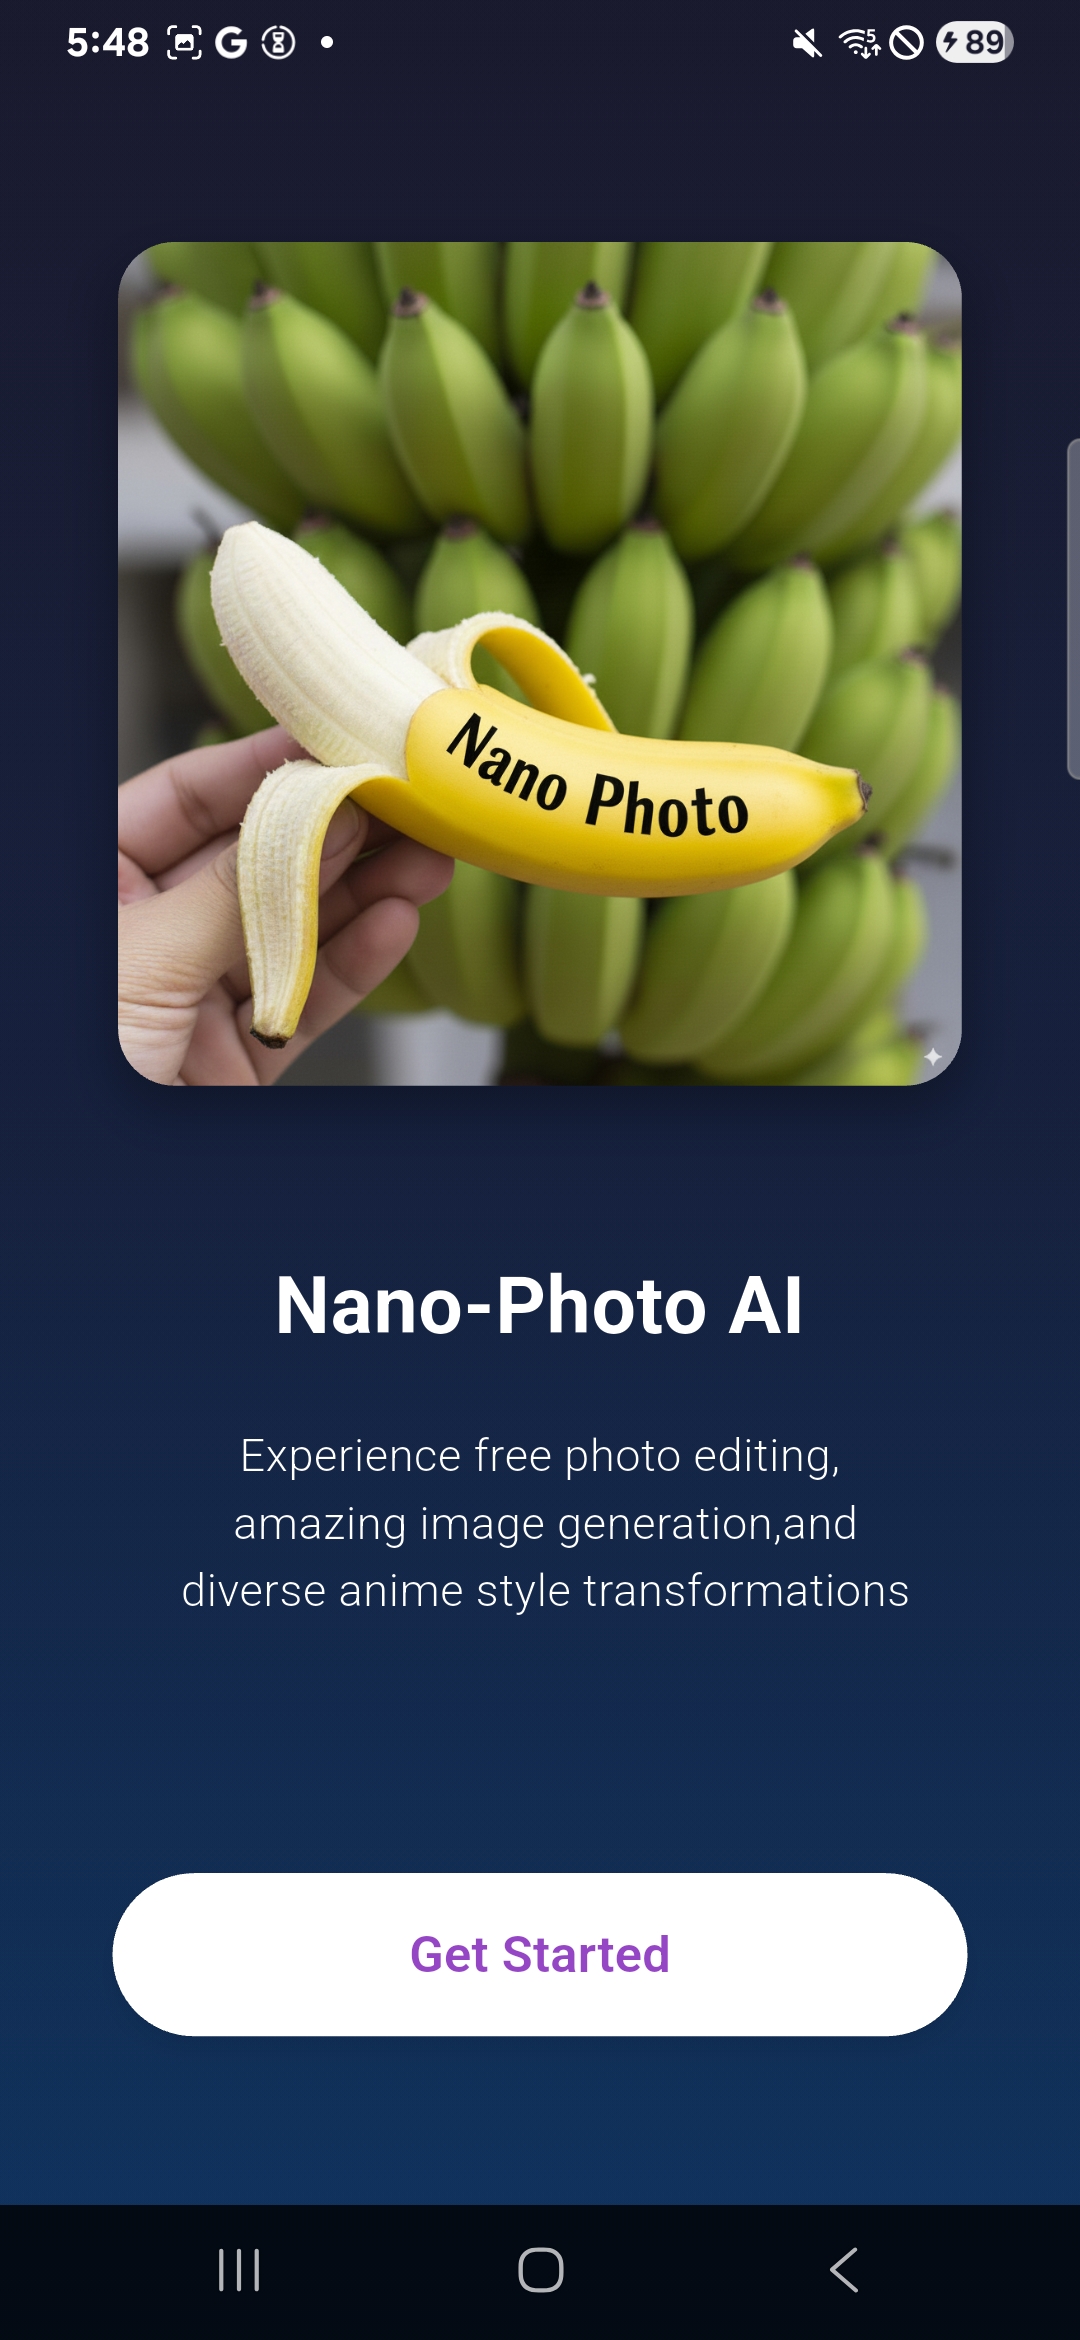 5:48
5
89
Nano Photo
Nano-Photo AI
Experience free photo editing,
amazing image generation,and
diverse anime style transformations
Get Started